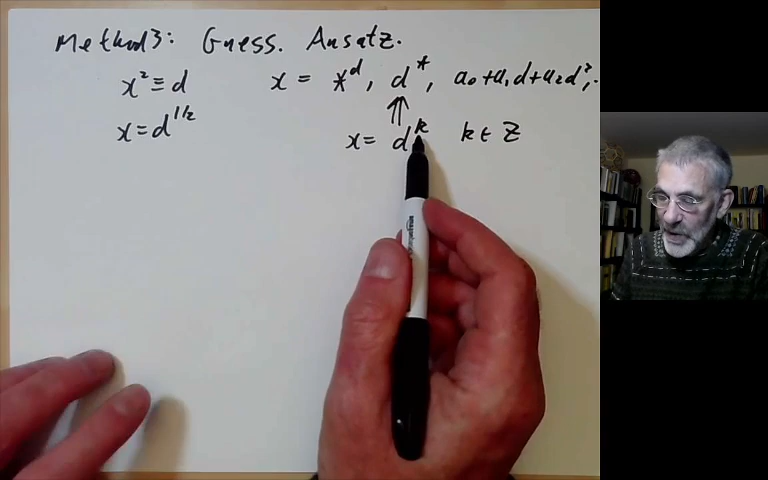 Method 3: Guess. Ansatz.
x² ≡ d x = *^d, d^*, a₀+a₁d+a₂d²,..
x = d^1/2 x = d^k k ∈ Z